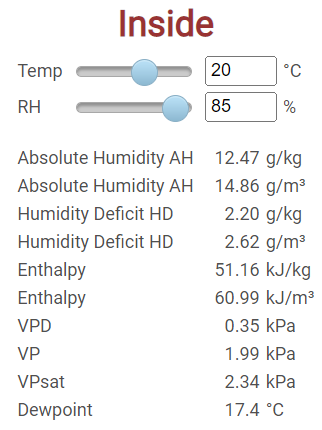 Inside
Temp 20 °C
RH 85 %
Absolute Humidity AH 12.47 g/kg
Absolute Humidity AH 14.86 g/m³
Humidity Deficit HD 2.20 g/kg
Humidity Deficit HD 2.62 g/m³
Enthalpy 51.16 kJ/kg
Enthalpy 60.99 kJ/m³
VPD 0.35 kPa
VP 1.99 kPa
VPsat 2.34 kPa
Dewpoint 17.4 °C